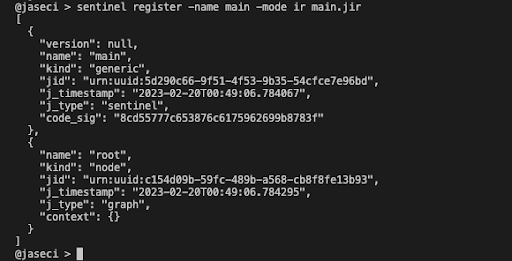 @jaseci > sentinel register -name main -mode ir main.jir
[
  {
    "version": null,
    "name": "main",
    "kind": "generic",
    "jid": "urn:uuid:5d290c66-9f51-4f53-9b35-54cfce7e96bd",
    "j_timestamp": "2023-02-20T00:49:06.784067",
    "j_type": "sentinel",
    "code_sig": "8cd55777c653876c6175962699b8783f"
  },
  {
    "name": "root",
    "kind": "node",
    "jid": "urn:uuid:c154d09b-59fc-489b-a568-cb8f8fe13b93",
    "j_timestamp": "2023-02-20T00:49:06.784295",
    "j_type": "graph",
    "context": {}
  }
]
@jaseci >